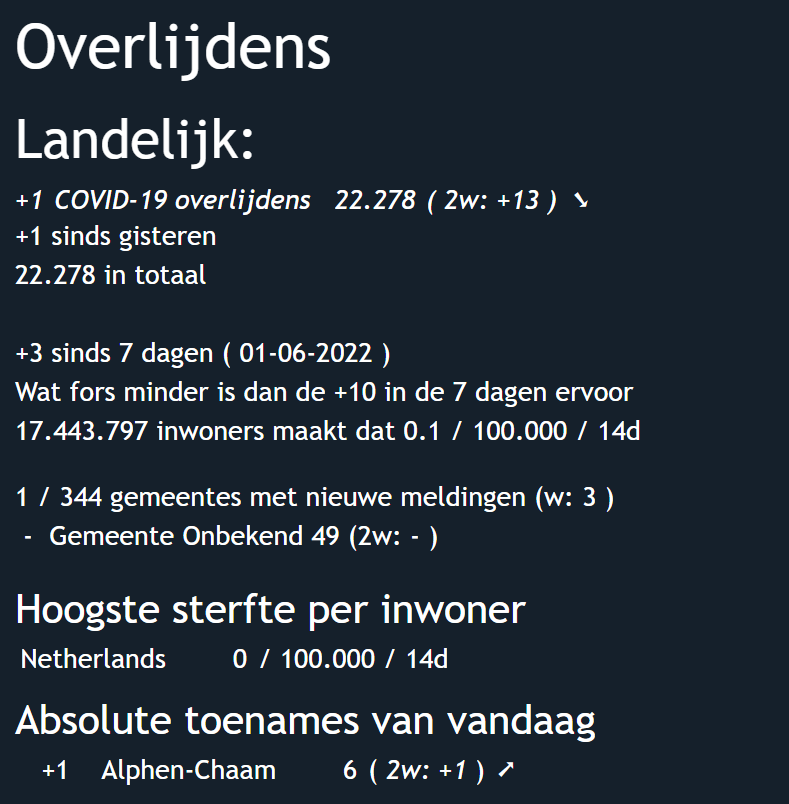 Overlijdens
Landelijk:
+1 COVID-19 overlijdens 22.278 ( 2w: +13 ) ➘
+1 sinds gisteren
22.278 in totaal
+3 sinds 7 dagen ( 01-06-2022 )
Wat fors minder is dan de +10 in de 7 dagen ervoor
17.443.797 inwoners maakt dat 0.1 / 100.000 / 14d
1 / 344 gemeentes met nieuwe meldingen (w: 3 )
- Gemeente Onbekend 49 (2w: - )
Hoogste sterfte per inwoner
Netherlands 0 / 100.000 / 14d
Absolute toenames van vandaag
+1 Alphen-Chaam 6 ( 2w: +1 ) ➚